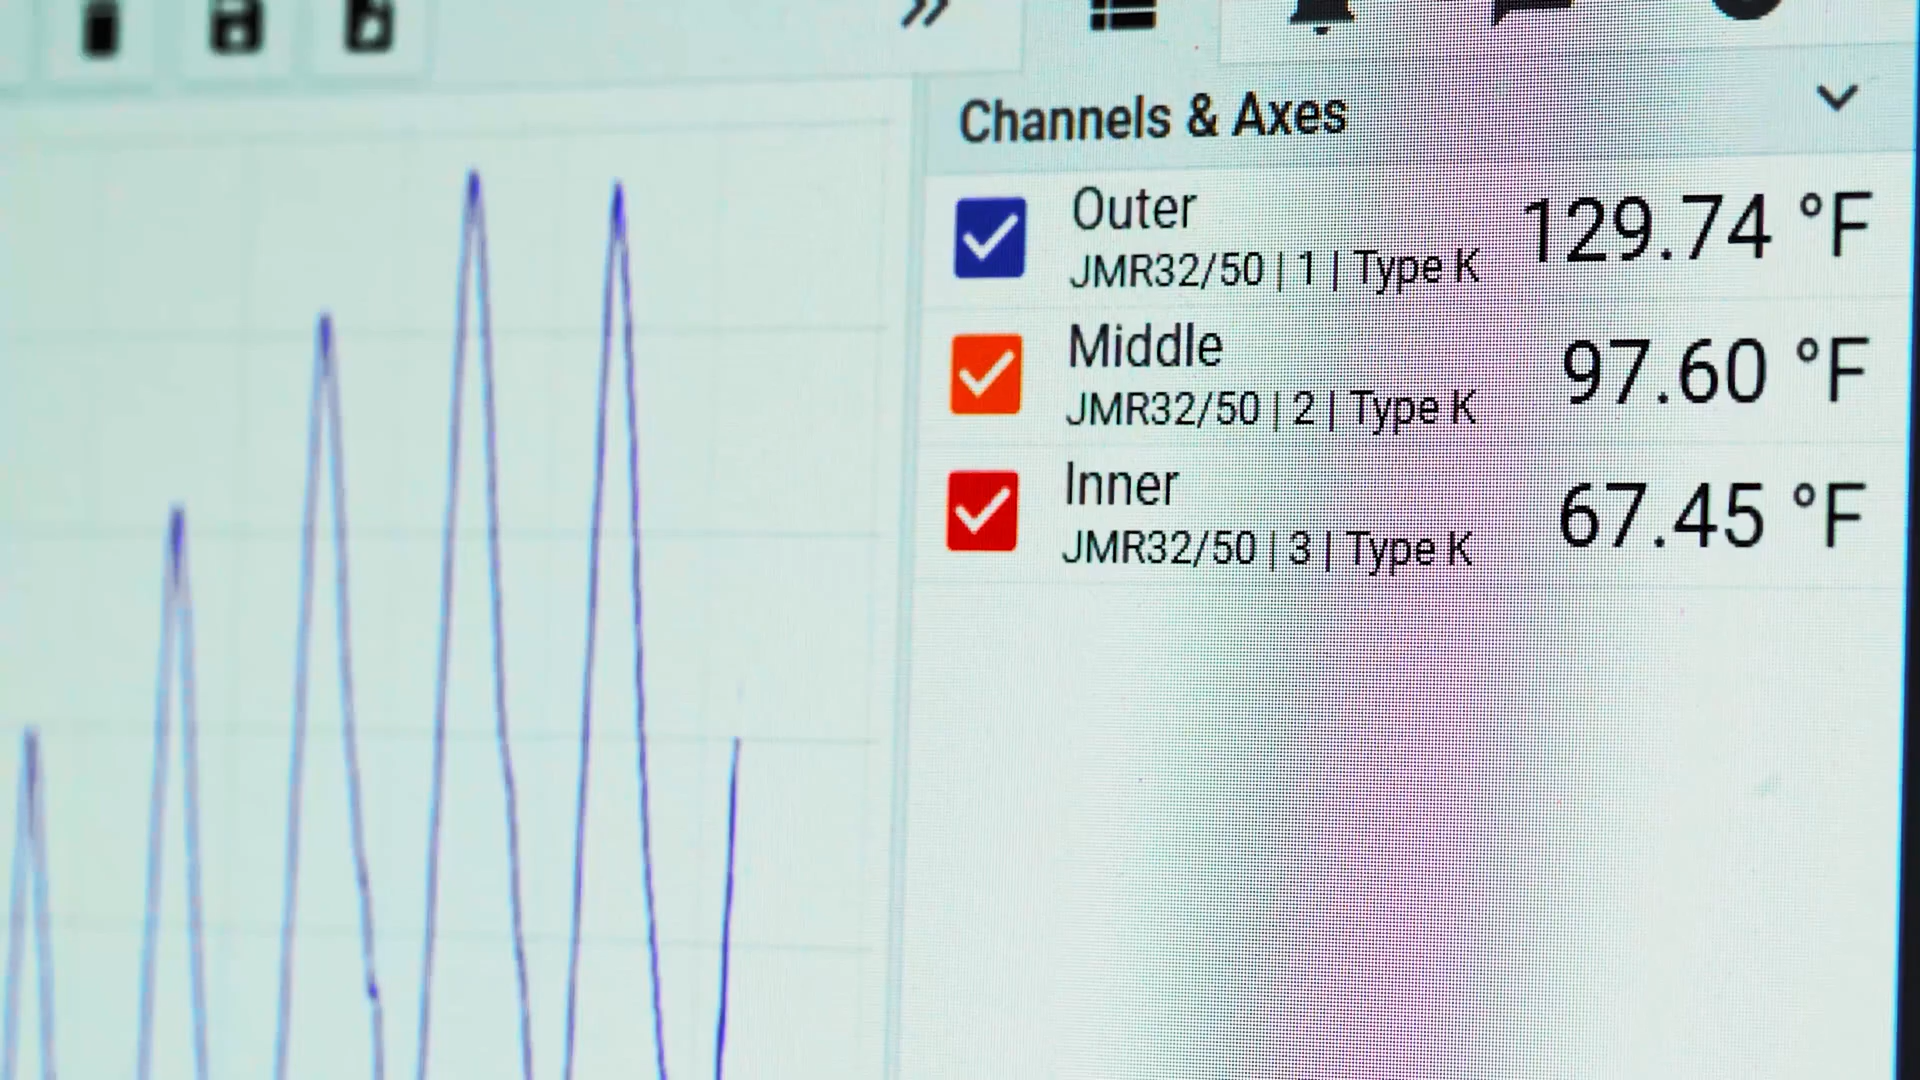 Channels & Axes
Outer
JMR32/50 | 1 | Type K
129.74 °F
Middle
JMR32/50 | 2 | Type K
97.60 °F
Inner
JMR32/50 | 3 | Type K
67.45 °F